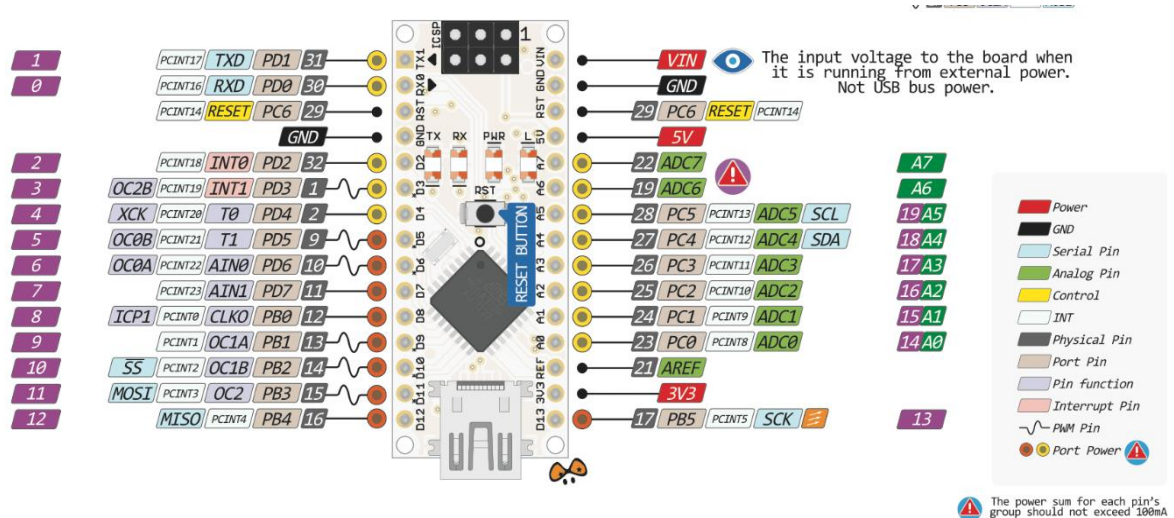 1 PCINT17 TXD PD1 31 TX1 ICSP 1 VIN VIN The input voltage to the board when
it is running from external power.
Not USB bus power.
0 PCINT16 RXD PD0 30 RX0 GND GND
PCINT14 RESET PC6 29 RST RST 29 PC6 RESET PCINT14
GND GND TX RX PWR L 5V 5V
2 PCINT18 INT0 PD2 32 D2 A7 22 ADC7 A7
3 OC2B PCINT19 INT1 PD3 1 D3 RST A6 19 ADC6 A6
4 XCK PCINT20 T0 PD4 2 D4 A5 28 PC5 PCINT13 ADC5 SCL 19 A5
5 OC0B PCINT21 T1 PD5 9 D5 A4 27 PC4 PCINT12 ADC4 SDA 18 A4
6 OC0A PCINT22 AIN0 PD6 10 D6 A3 26 PC3 PCINT11 ADC3 17 A3
7 PCINT23 AIN1 PD7 11 D7 A2 25 PC2 PCINT10 ADC2 16 A2
8 ICP1 PCINT0 CLKO PB0 12 D8 A1 24 PC1 PCINT9 ADC1 15 A1
9 PCINT1 OC1A PB1 13 D9 A0 23 PC0 PCINT8 ADC0 14 A0
10 SS PCINT2 OC1B PB2 14 D10 REF 21 AREF
11 MOSI PCINT3 OC2 PB3 15 D11 3V3 3V3
12 MISO PCINT4 PB4 16 D12 D13 17 PB5 PCINT5 SCK 13
RESET BUTTON
Power
GND
Serial Pin
Analog Pin
Control
INT
Physical Pin
Port Pin
Pin function
Interrupt Pin
PWM Pin
Port Power
The power sum for each pin's
group should not exceed 100mA